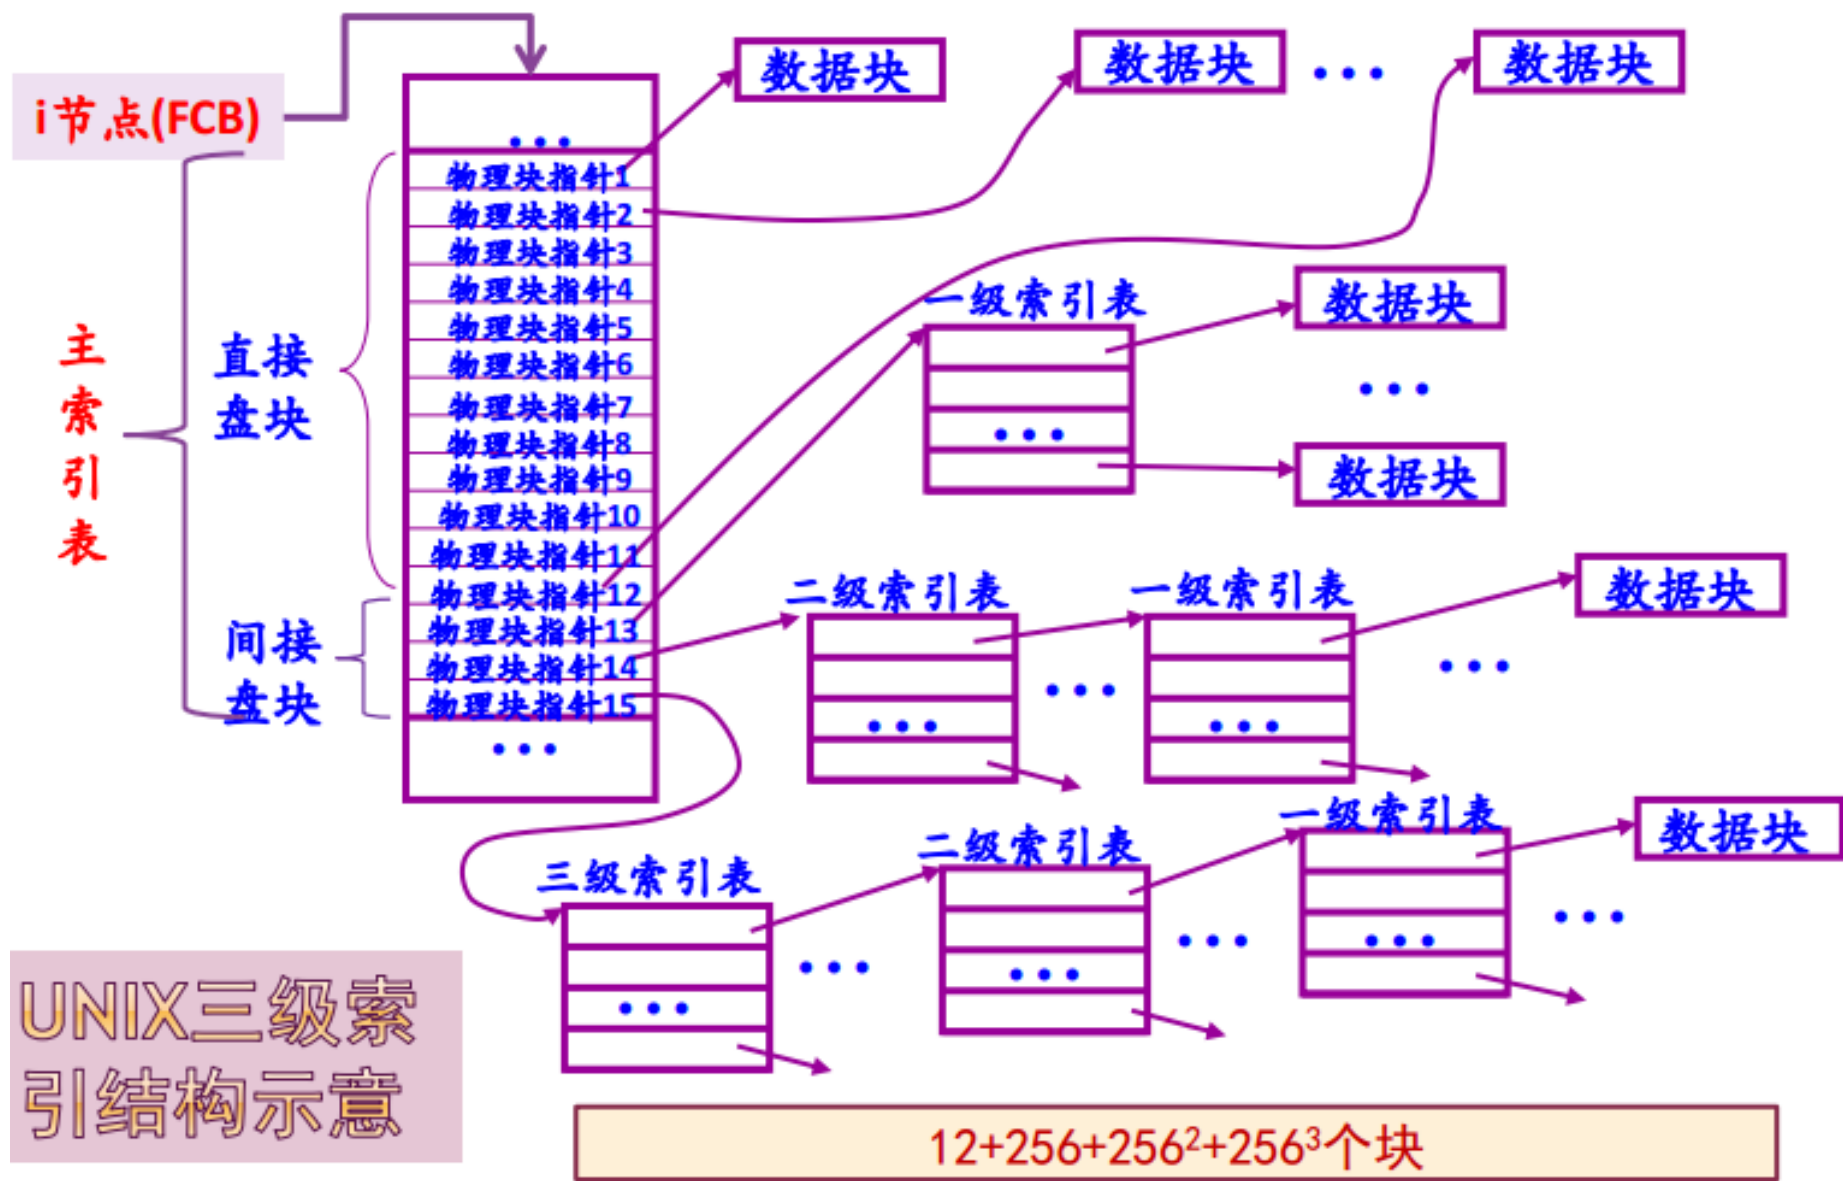 i节点(FCB)
主索引表
直接
盘块
间接
盘块
...
物理块指针1
物理块指针2
物理块指针3
物理块指针4
物理块指针5
物理块指针6
物理块指针7
物理块指针8
物理块指针9
物理块指针10
物理块指针11
物理块指针12
物理块指针13
物理块指针14
物理块指针15
...
数据块
数据块
...
数据块
一级索引表
...
数据块
...
数据块
二级索引表
...
...
一级索引表
...
数据块
...
三级索引表
...
...
二级索引表
...
...
一级索引表
...
数据块
...
UNIX三级索
引结构示意
12+256+256²+256³个块